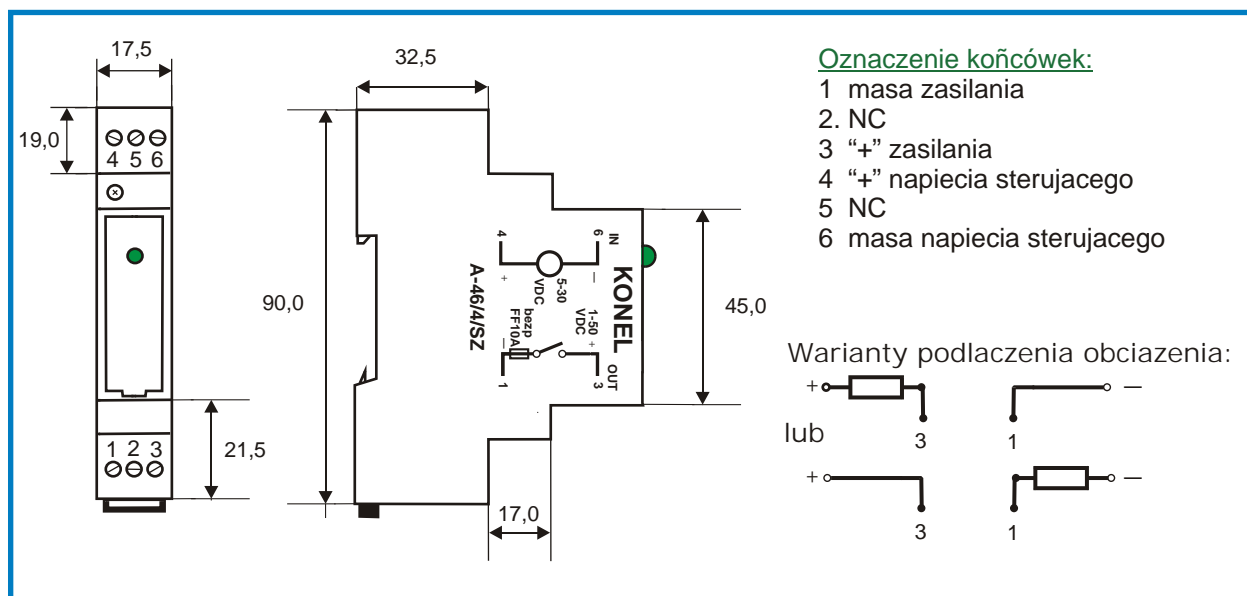 17,5
19,0
4 5 6
1 2 3
21,5
32,5
90,0
45,0
17,0
IN
4
6
+
—
5-30
VDC
KONEL
A-46/4/SZ
bezp
FF10A
1-50
VDC
+
—
OUT
1
3
Oznaczenie koñcówek:
1 masa zasilania
2. NC
3 “+” zasilania
4 “+” napiecia sterujacego
5 NC
6 masa napiecia sterujacego
Warianty podlaczenia obciazenia:
+ —
3 1
lub
+ —
3 1